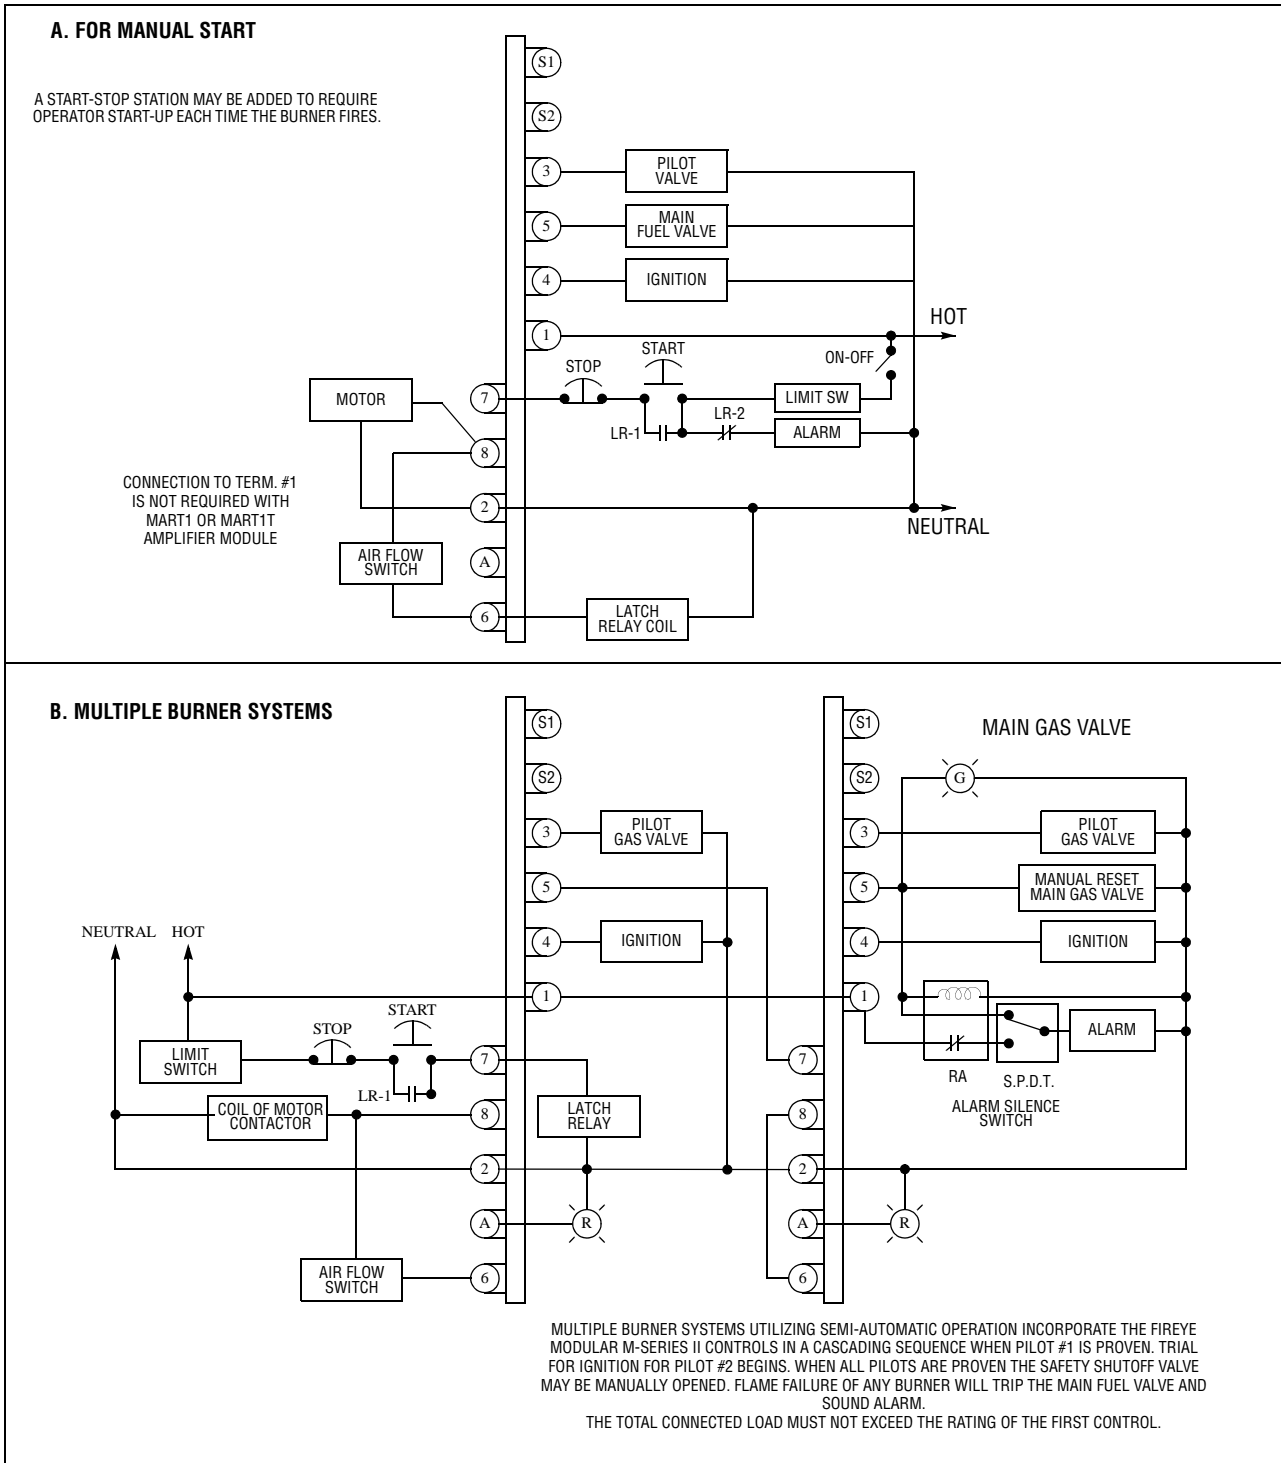 A. FOR MANUAL START
A START-STOP STATION MAY BE ADDED TO REQUIRE
OPERATOR START-UP EACH TIME THE BURNER FIRES.
S1
S2
3
PILOT
VALVE
5
MAIN
FUEL VALVE
4
IGNITION
1
HOT
ON-OFF
STOP
START
MOTOR
7
LIMIT SW
LR-1
LR-2
ALARM
8
CONNECTION TO TERM. #1
IS NOT REQUIRED WITH
MART1 OR MART1T
AMPLIFIER MODULE
2
NEUTRAL
AIR FLOW
SWITCH
A
6
LATCH
RELAY COIL
B. MULTIPLE BURNER SYSTEMS
S1
S1
MAIN GAS VALVE
S2
S2
G
3
PILOT
GAS VALVE
3
PILOT
GAS VALVE
5
5
MANUAL RESET
MAIN GAS VALVE
NEUTRAL HOT
4
IGNITION
4
IGNITION
1
1
STOP
START
LIMIT
SWITCH
7
7
ALARM
LR-1
RA
S.P.D.T.
ALARM SILENCE
SWITCH
COIL OF MOTOR
CONTACTOR
8
LATCH
RELAY
8
2
2
A
R
A
R
AIR FLOW
SWITCH
6
6
MULTIPLE BURNER SYSTEMS UTILIZING SEMI-AUTOMATIC OPERATION INCORPORATE THE FIREYE
MODULAR M-SERIES II CONTROLS IN A CASCADING SEQUENCE WHEN PILOT #1 IS PROVEN. TRIAL
FOR IGNITION FOR PILOT #2 BEGINS. WHEN ALL PILOTS ARE PROVEN THE SAFETY SHUTOFF VALVE
MAY BE MANUALLY OPENED. FLAME FAILURE OF ANY BURNER WILL TRIP THE MAIN FUEL VALVE AND
SOUND ALARM.
THE TOTAL CONNECTED LOAD MUST NOT EXCEED THE RATING OF THE FIRST CONTROL.